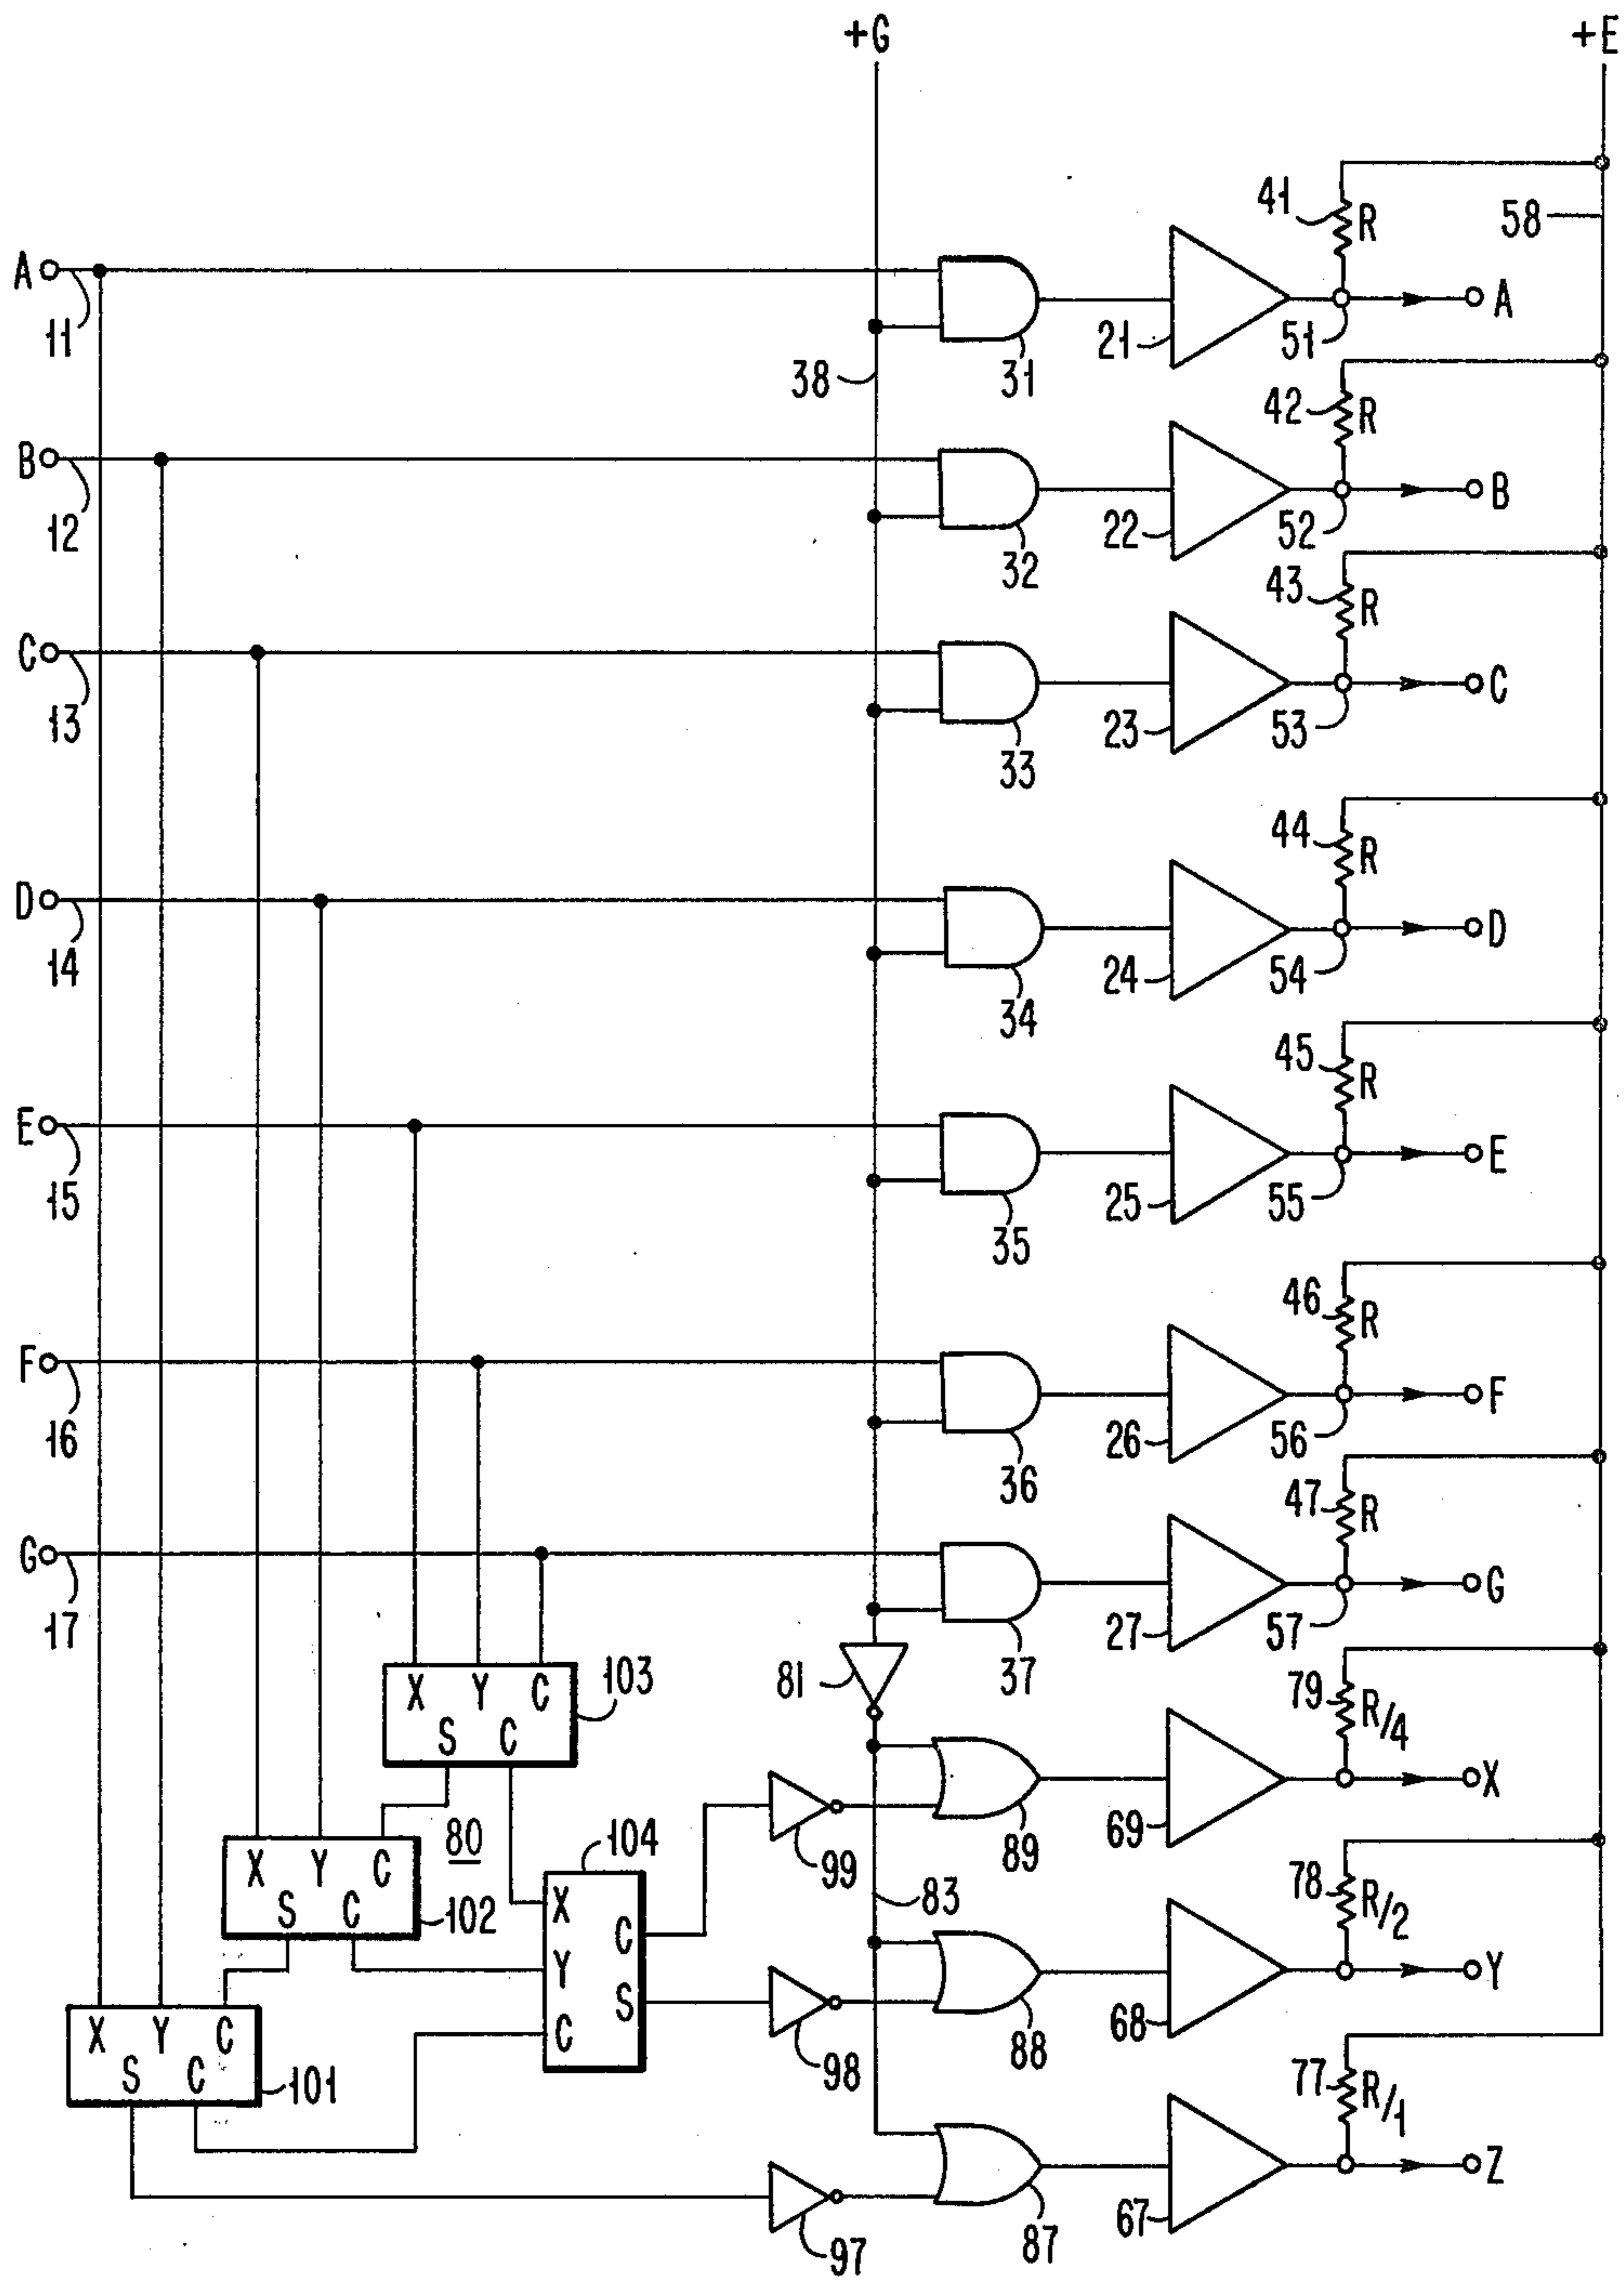 +G +E
41 R 58
A 11 31 21 51 A
38 42 R
B 12 32 22 52 B
43 R
C 13 33 23 53 C
44 R
D 14 34 24 54 D
45 R
E 15 35 25 55 E
46 R
F 16 36 26 56 F
47 R
G 17 37 27 57 G
X Y C 103 81 79 R/4
S C
80 104 99 89 69 X
X Y C 83 78 R/2
S C 102 X C
Y S 98 88 68 Y
X Y C C 77 R/1
S C 101
97 87 67 Z